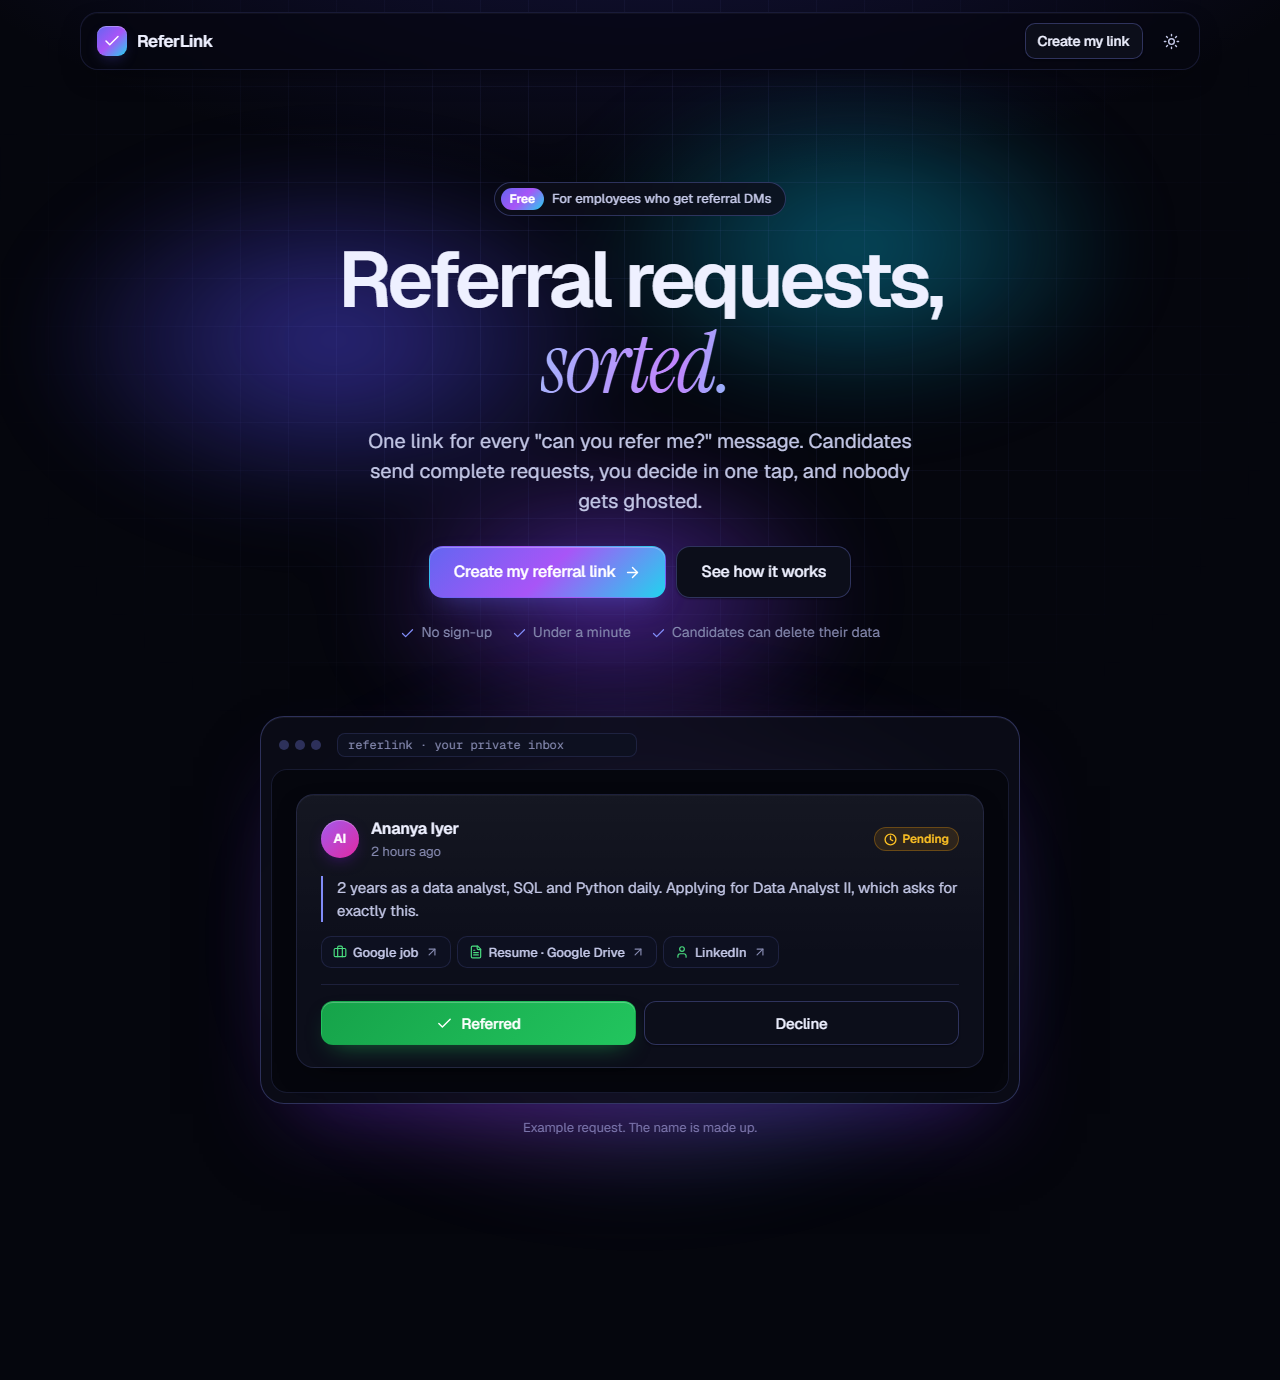 ReferLink
Create my link
Free For employees who get referral DMs
Referral requests,
sorted.
One link for every "can you refer me?" message. Candidates
send complete requests, you decide in one tap, and nobody
gets ghosted.
Create my referral link
See how it works
No sign-up
Under a minute
Candidates can delete their data
referlink · your private inbox
AI
Ananya Iyer
2 hours ago
Pending
2 years as a data analyst, SQL and Python daily. Applying for Data Analyst II, which asks for
exactly this.
Google job
Resume · Google Drive
LinkedIn
Referred
Decline
Example request. The name is made up.